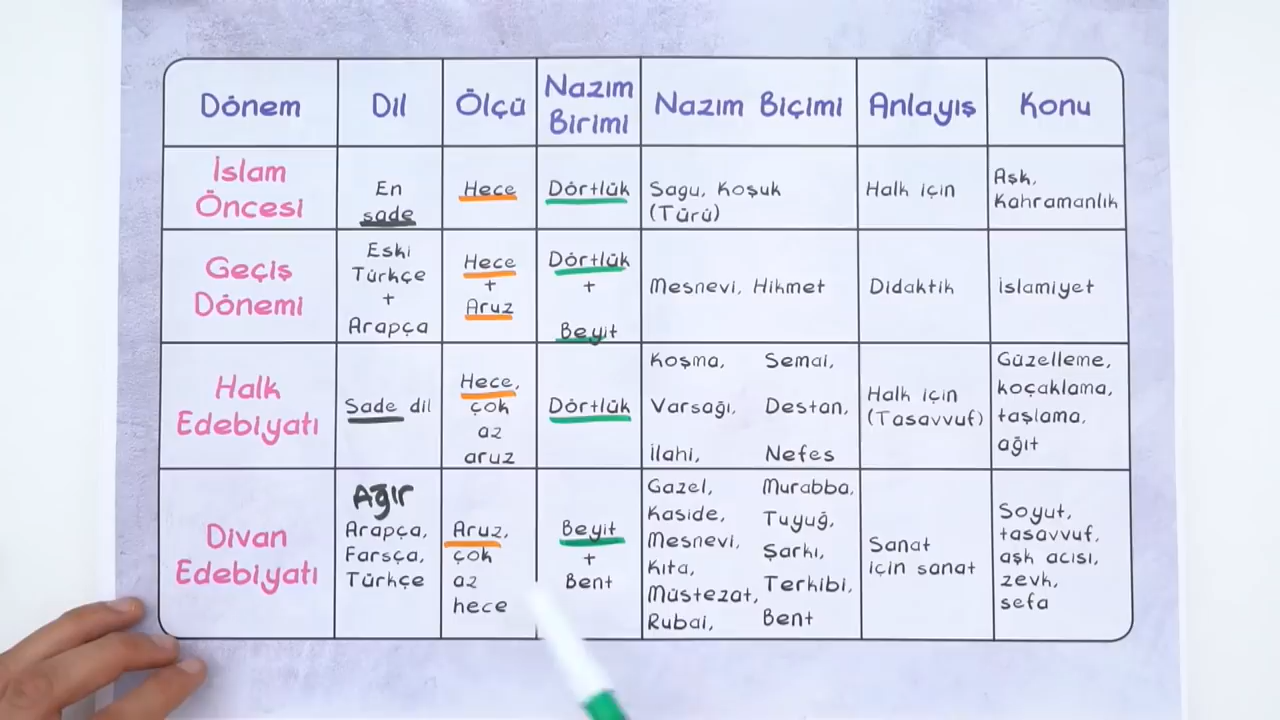 Dönem
Dil
Ölçü
Nazım
Birimi
Nazım Biçimi
Anlayış
Konu
İslam
Öncesi
En
sade
Hece
Dörtlük
Sagu, Koşuk
(Türü)
Halk için
Aşk,
Kahramanlık
Geçiş
Dönemi
Eski
Türkçe
+
Arapça
Hece
+
Aruz
Dörtlük
+
Beyit
Mesnevi, Hikmet
Didaktik
İslamiyet
Halk
Edebiyatı
Sade dil
Hece,
çok
az
aruz
Dörtlük
Koşma, Semai,
Varsağı, Destan,
İlahi, Nefes
Halk için
(Tasavvuf)
Güzelleme,
koçaklama,
taşlama,
ağıt
Divan
Edebiyatı
Ağır
Arapça,
Farsça,
Türkçe
Aruz,
çok
az
hece
Beyit
+
Bent
Gazel,
Kaside,
Mesnevi,
Kıta,
Müstezat,
Rubai,
Murabba,
Tuyuğ,
Şarkı,
Terkibi,
Bent
Sanat
için sanat
Soyut,
tasavvuf,
aşk acısı,
zevk,
sefa